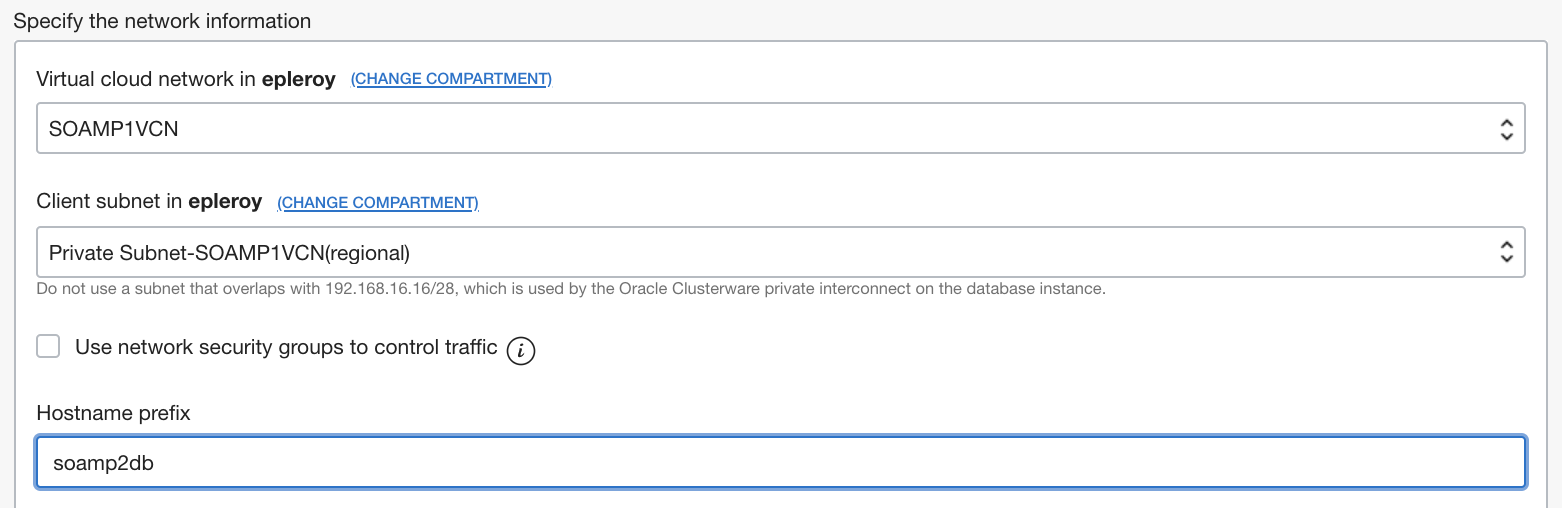 Specify the network information
Virtual cloud network in epleroy (CHANGE COMPARTMENT)
SOAMP1VCN
Client subnet in epleroy (CHANGE COMPARTMENT)
Private Subnet-SOAMP1VCN(regional)
Do not use a subnet that overlaps with 192.168.16.16/28, which is used by the Oracle Clusterware private interconnect on the database instance.
Use network security groups to control traffic i
Hostname prefix
soamp2db